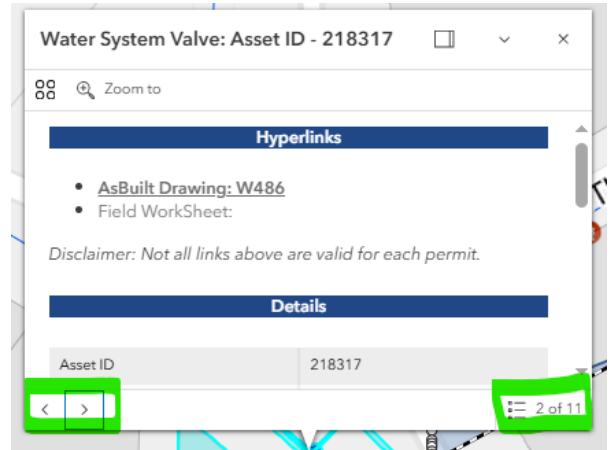 Water System Valve: Asset ID - 218317
Zoom to
Hyperlinks
AsBuilt Drawing: W486
Field WorkSheet:
Disclaimer: Not all links above are valid for each permit.
Details
Asset ID 218317
2 of 11